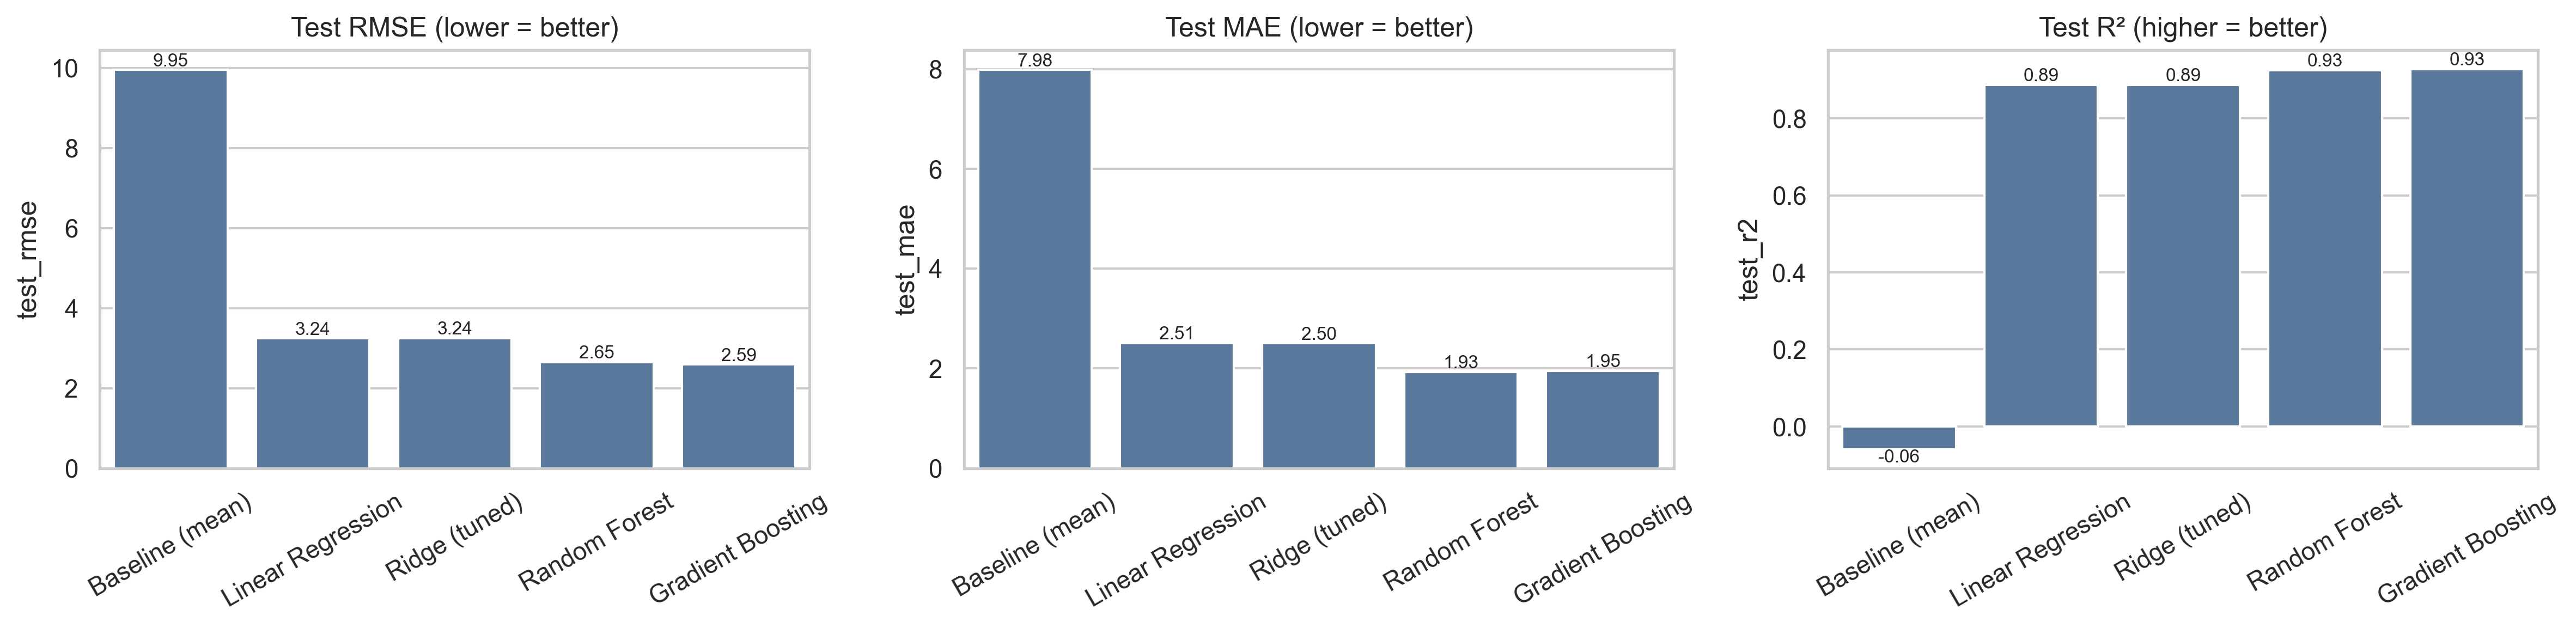 Test RMSE (lower = better)
test_rmse
10
8
6
4
2
0
9.95
3.24
3.24
2.65
2.59
Baseline (mean)
Linear Regression
Ridge (tuned)
Random Forest
Gradient Boosting
Test MAE (lower = better)
test_mae
8
6
4
2
0
7.98
2.51
2.50
1.93
1.95
Baseline (mean)
Linear Regression
Ridge (tuned)
Random Forest
Gradient Boosting
Test R² (higher = better)
test_r2
0.8
0.6
0.4
0.2
0.0
-0.06
0.89
0.89
0.93
0.93
Baseline (mean)
Linear Regression
Ridge (tuned)
Random Forest
Gradient Boosting